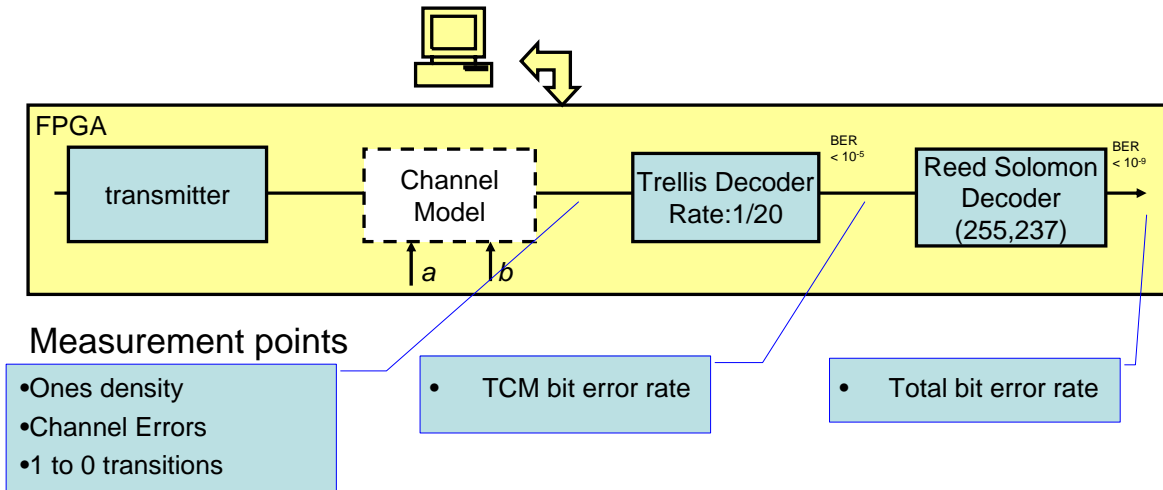 FPGA
transmitter
Channel
Model
a
b
Trellis Decoder
Rate:1/20
BER
< 10⁻⁵
Reed Solomon
Decoder
(255,237)
BER
< 10⁻⁹
Measurement points
•Ones density
•Channel Errors
•1 to 0 transitions
• TCM bit error rate
• Total bit error rate